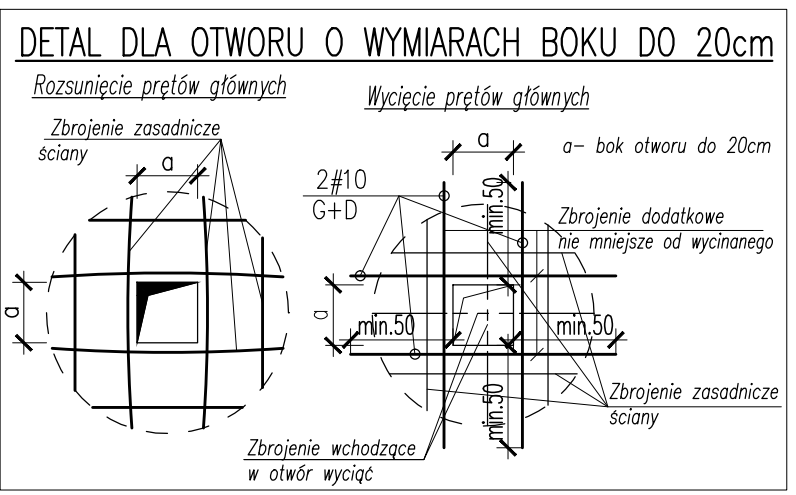 DETAL DLA OTWORU O WYMIARACH BOKU DO 20cm
Rozsunięcie prętów głównych
Zbrojenie zasadnicze
ściany
a
a
Wycięcie prętów głównych
a
a- bok otworu do 20cm
2#10
G+D
min.50
Zbrojenie dodatkowe
nie mniejsze od wycinanego
a
min.50
min.50
min.50
Zbrojenie zasadnicze
ściany
Zbrojenie wchodzące
w otwór wyciąć